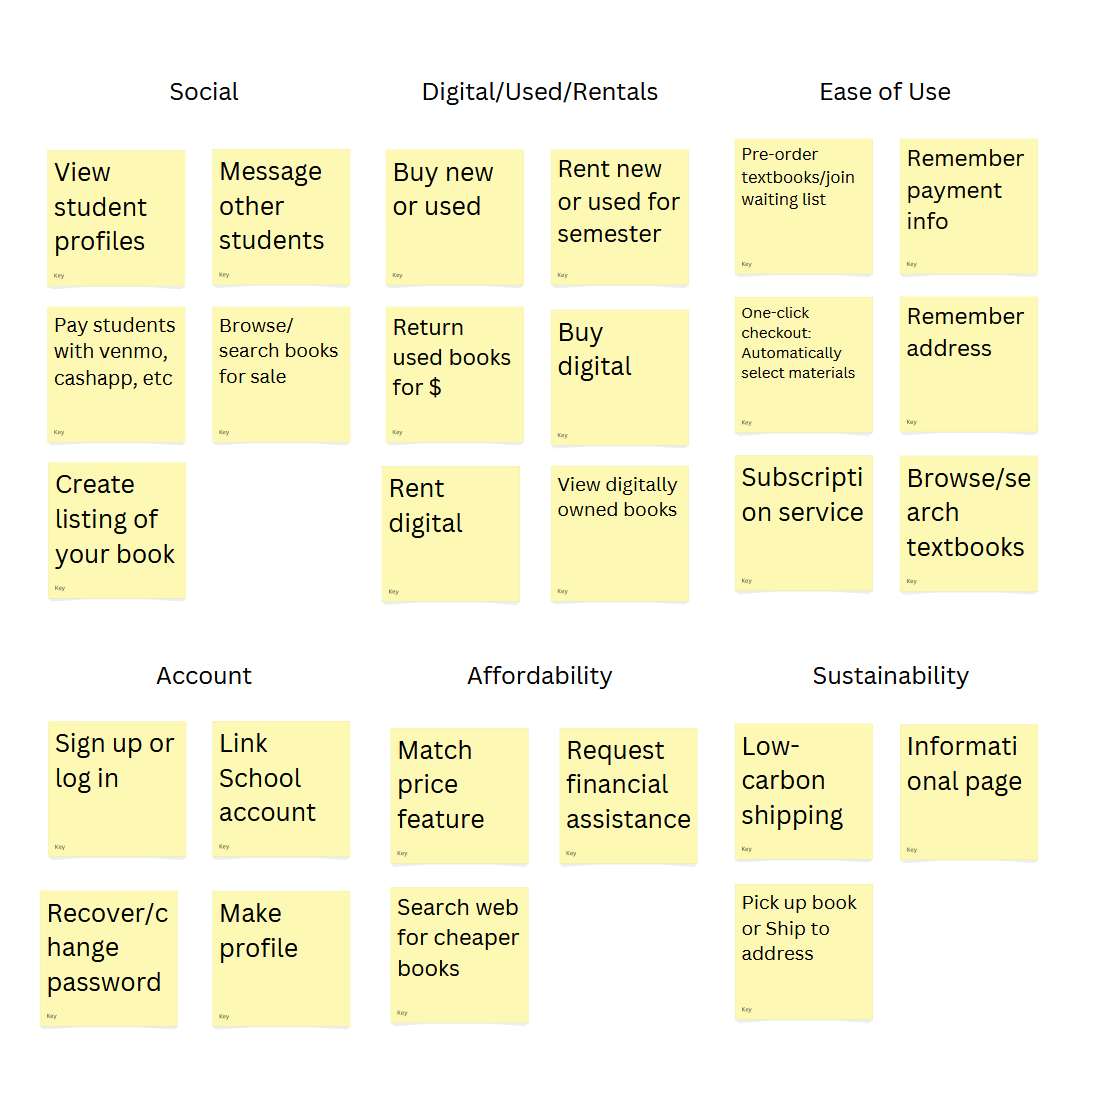 Social
View
student
profiles
Key
Message
other
students
Key
Pay students
with venmo,
cashapp, etc
Key
Browse/
search books
for sale
Key
Create
listing of
your book
Key
Digital/Used/Rentals
Buy new
or used
Key
Rent new
or used for
semester
Key
Return
used books
for $
Key
Buy
digital
Key
Rent
digital
Key
View digitally
owned books
Key
Ease of Use
Pre-order
textbooks/join
waiting list
Key
Remember
payment
info
Key
One-click
checkout:
Automatically
select materials
Key
Remember
address
Key
Subscripti
on service
Key
Browse/se
arch
textbooks
Key
Account
Sign up or
log in
Key
Link
School
account
Key
Recover/c
hange
password
Key
Make
profile
Key
Affordability
Match
price
feature
Key
Request
financial
assistance
Key
Search web
for cheaper
books
Key
Sustainability
Low-
carbon
shipping
Key
Informati
onal page
Key
Pick up book
or Ship to
address
Key